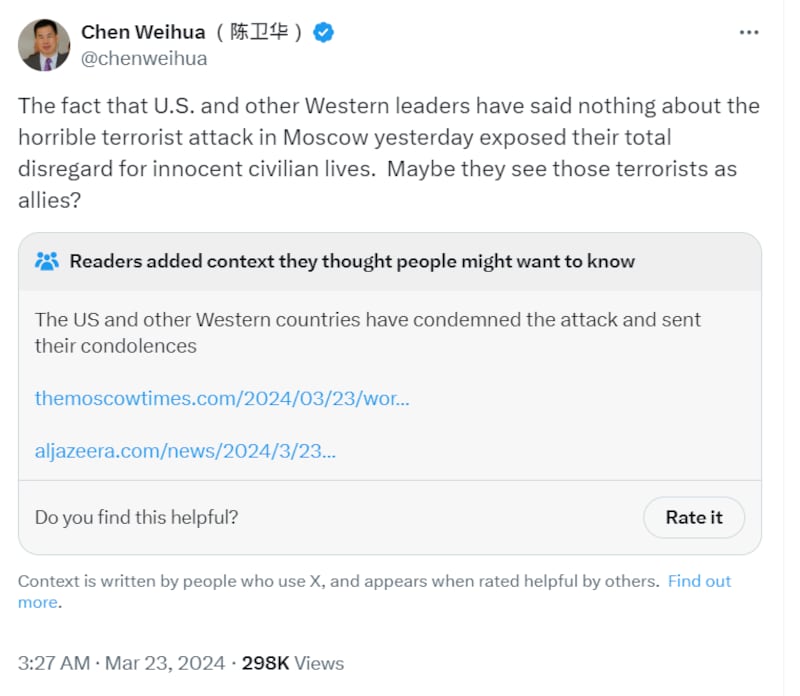 Chen Weihua（陈卫华）
@chenweihua
The fact that U.S. and other Western leaders have said nothing about the
horrible terrorist attack in Moscow yesterday exposed their total
disregard for innocent civilian lives.  Maybe they see those terrorists as
allies?
Readers added context they thought people might want to know
The US and other Western countries have condemned the attack and sent
their condolences
themoscowtimes.com/2024/03/23/wor...
aljazeera.com/news/2024/3/23...
Do you find this helpful?
Rate it
Context is written by people who use X, and appears when rated helpful by others.  Find out
more.
3:27 AM · Mar 23, 2024 · 298K Views